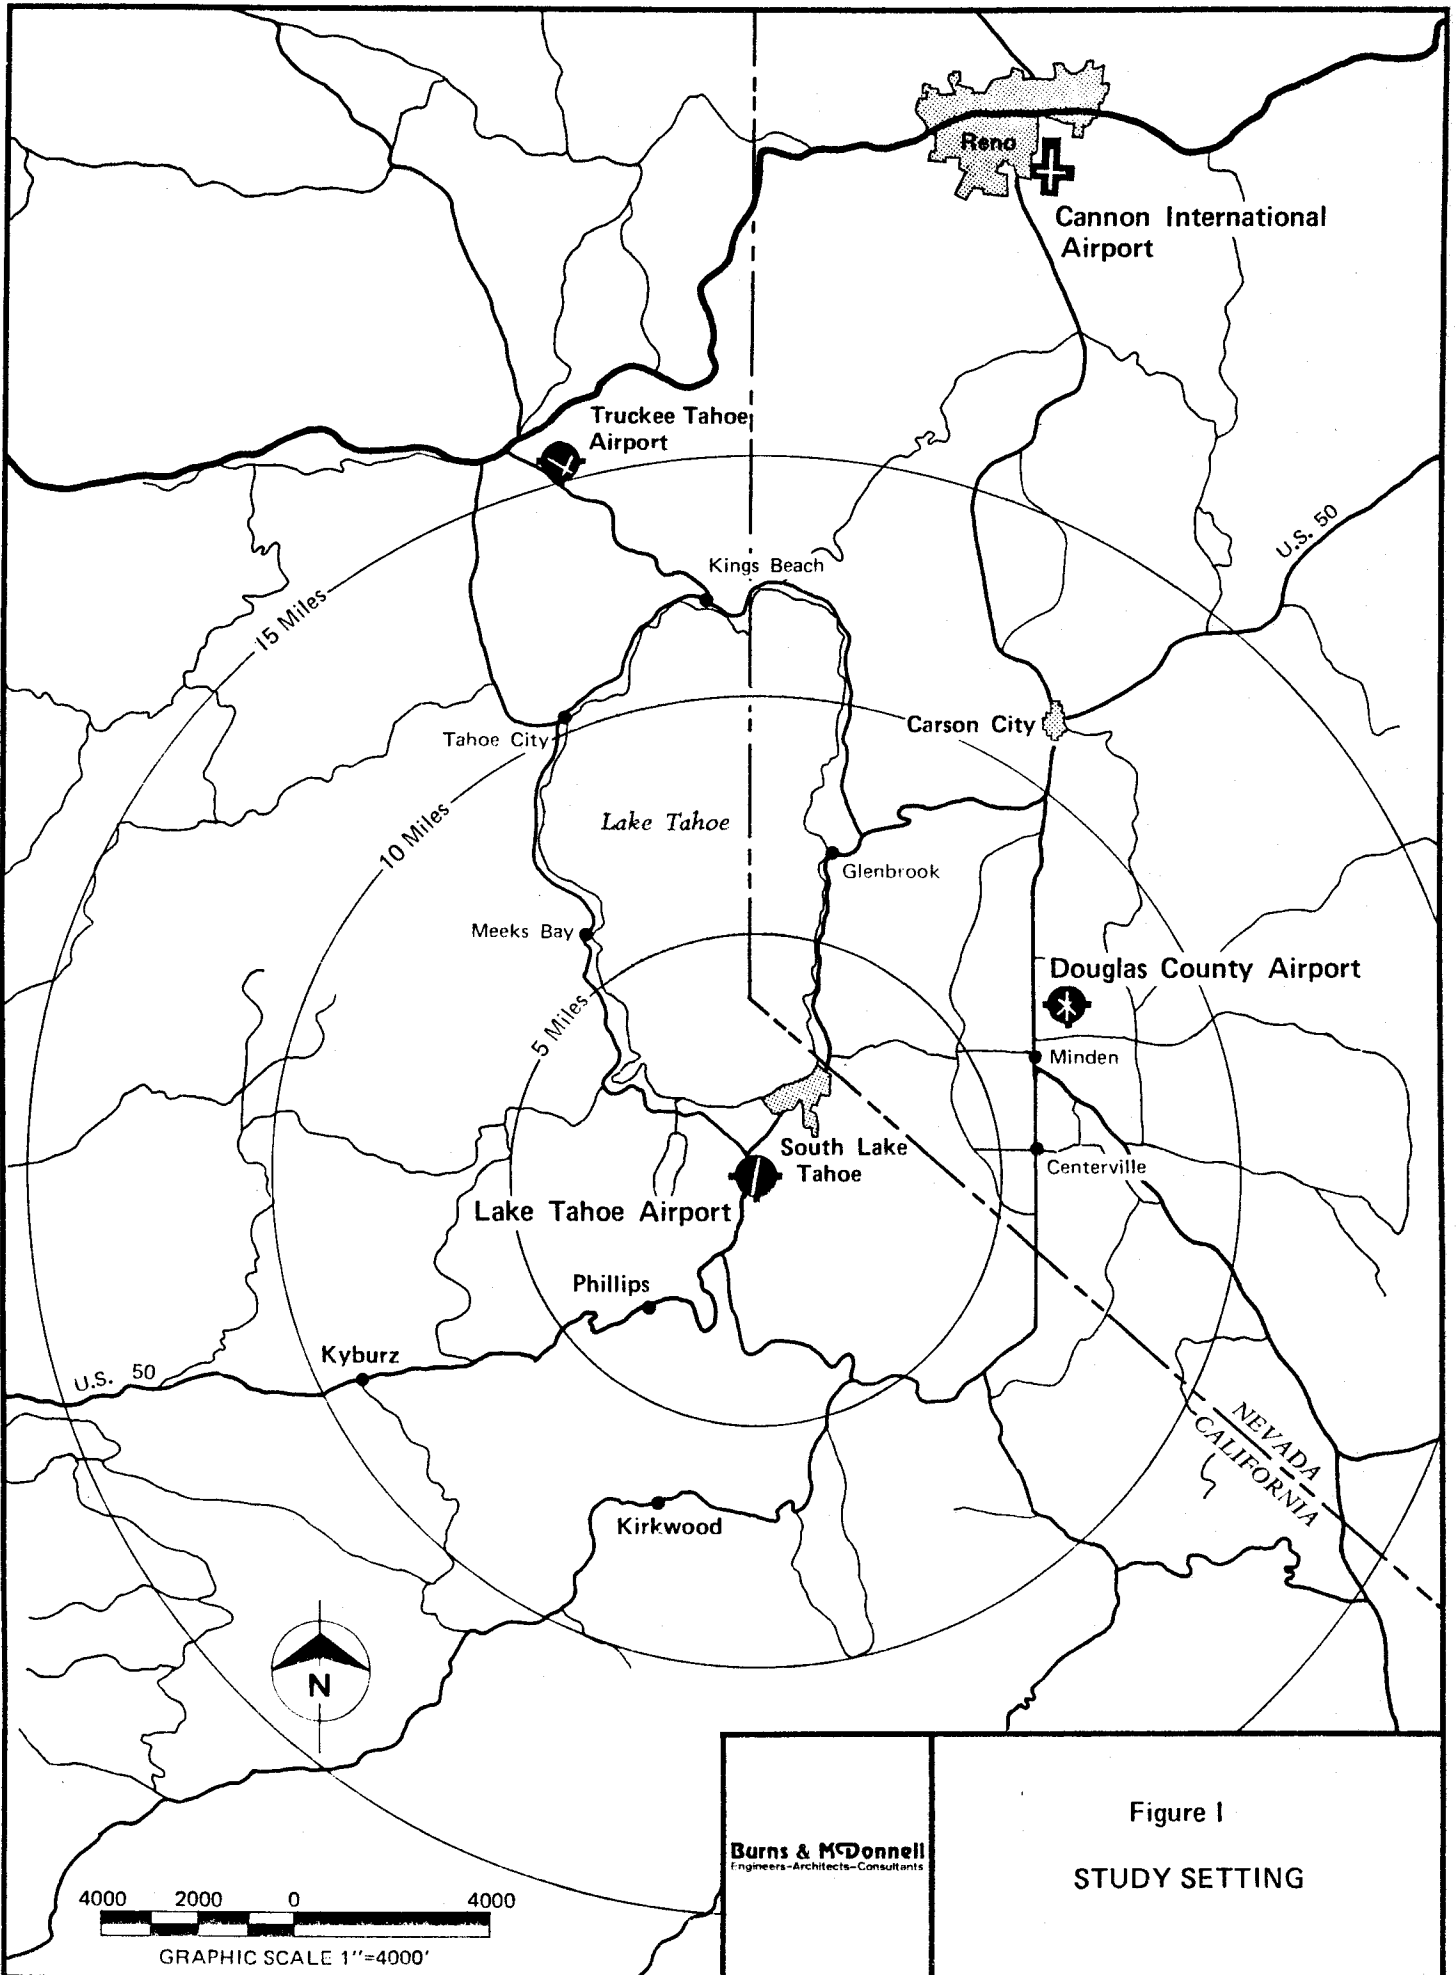 Reno
Cannon International
Airport
Truckee Tahoe
Airport
U.S. 50
Kings Beach
15 Miles
Carson City
Tahoe City
Lake Tahoe
10 Miles
Glenbrook
Meeks Bay
Douglas County Airport
5 Miles
Minden
South Lake
Tahoe
Centerville
Lake Tahoe Airport
Phillips
Kyburz
U.S. 50
NEVADA
CALIFORNIA
Kirkwood
N
Figure 1
Burns & McDonnell
Engineers-Architects-Consultants
STUDY SETTING
4000 2000 0 4000
GRAPHIC SCALE 1"=4000'